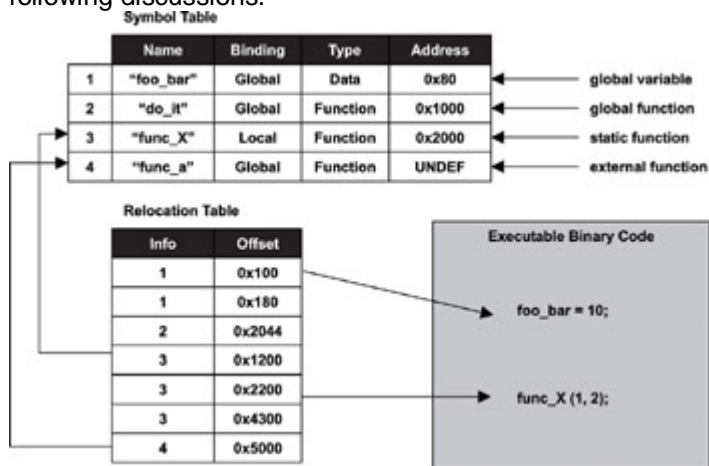 following discussions.
Symbol Table
Name Binding Type Address
1 "foo_bar" Global Data 0x80 global variable
2 "do_it" Global Function 0x1000 global function
3 "func_X" Local Function 0x2000 static function
4 "func_a" Global Function UNDEF external function
Relocation Table
Info Offset
1 0x100
1 0x180
2 0x2044
3 0x1200
3 0x2200
3 0x4300
4 0x5000
Executable Binary Code
foo_bar = 10;
func_X (1, 2);